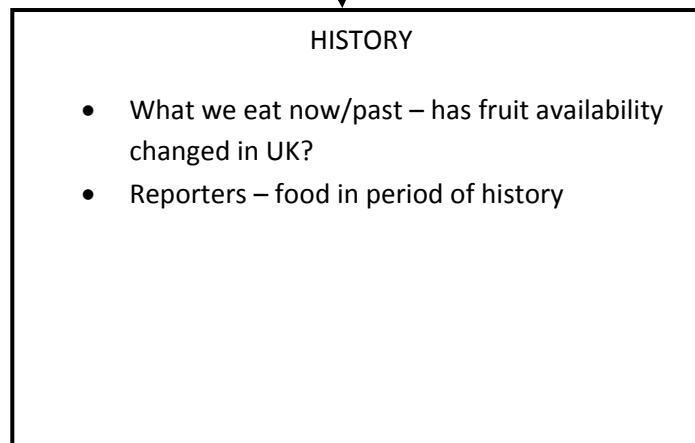 HISTORY
• What we eat now/past – has fruit availability
changed in UK?
• Reporters – food in period of history